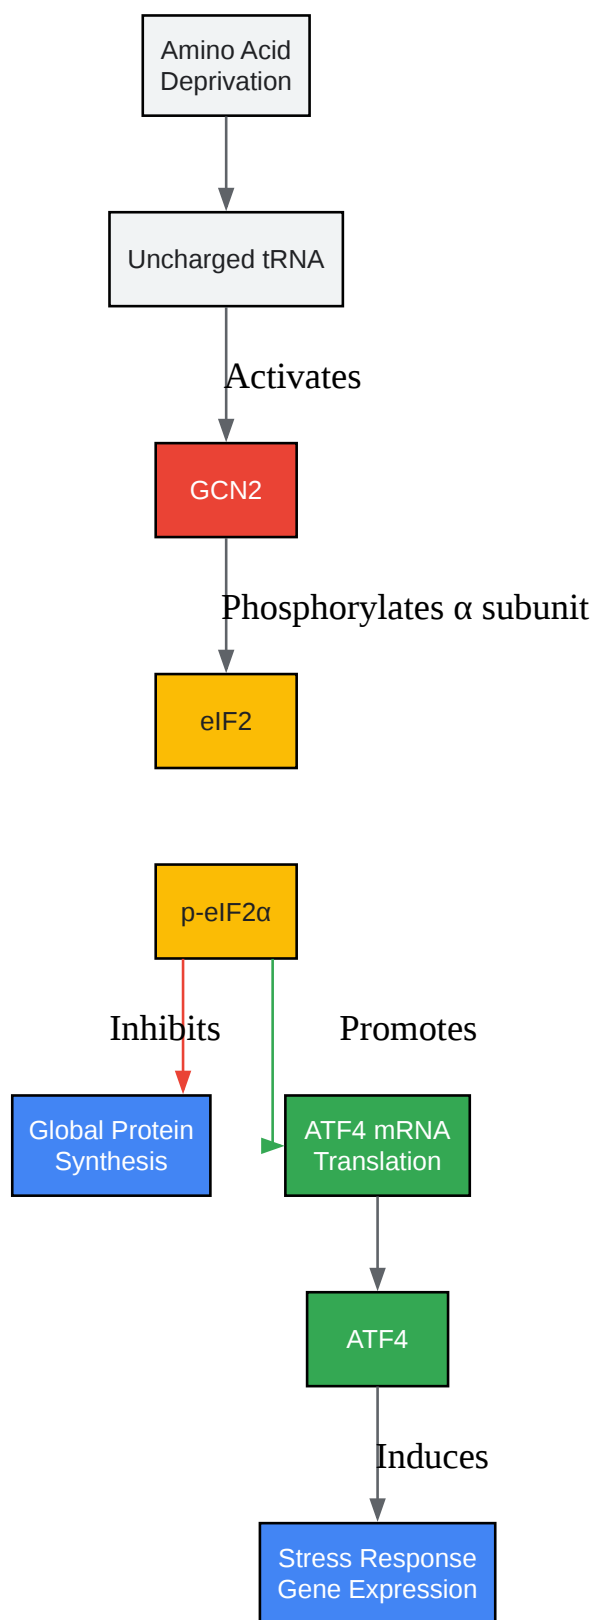 Amino Acid
Deprivation
Uncharged tRNA
Activates
GCN2
Phosphorylates α subunit
eIF2
p-eIF2α
Inhibits
Promotes
Global Protein
Synthesis
ATF4 mRNA
Translation
ATF4
Induces
Stress Response
Gene Expression